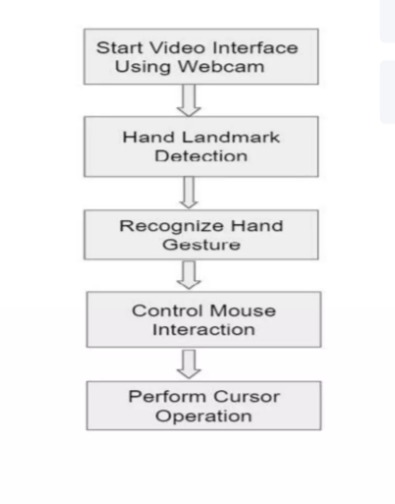 Start Video Interface
Using Webcam
Hand Landmark
Detection
Recognize Hand
Gesture
Control Mouse
Interaction
Perform Cursor
Operation